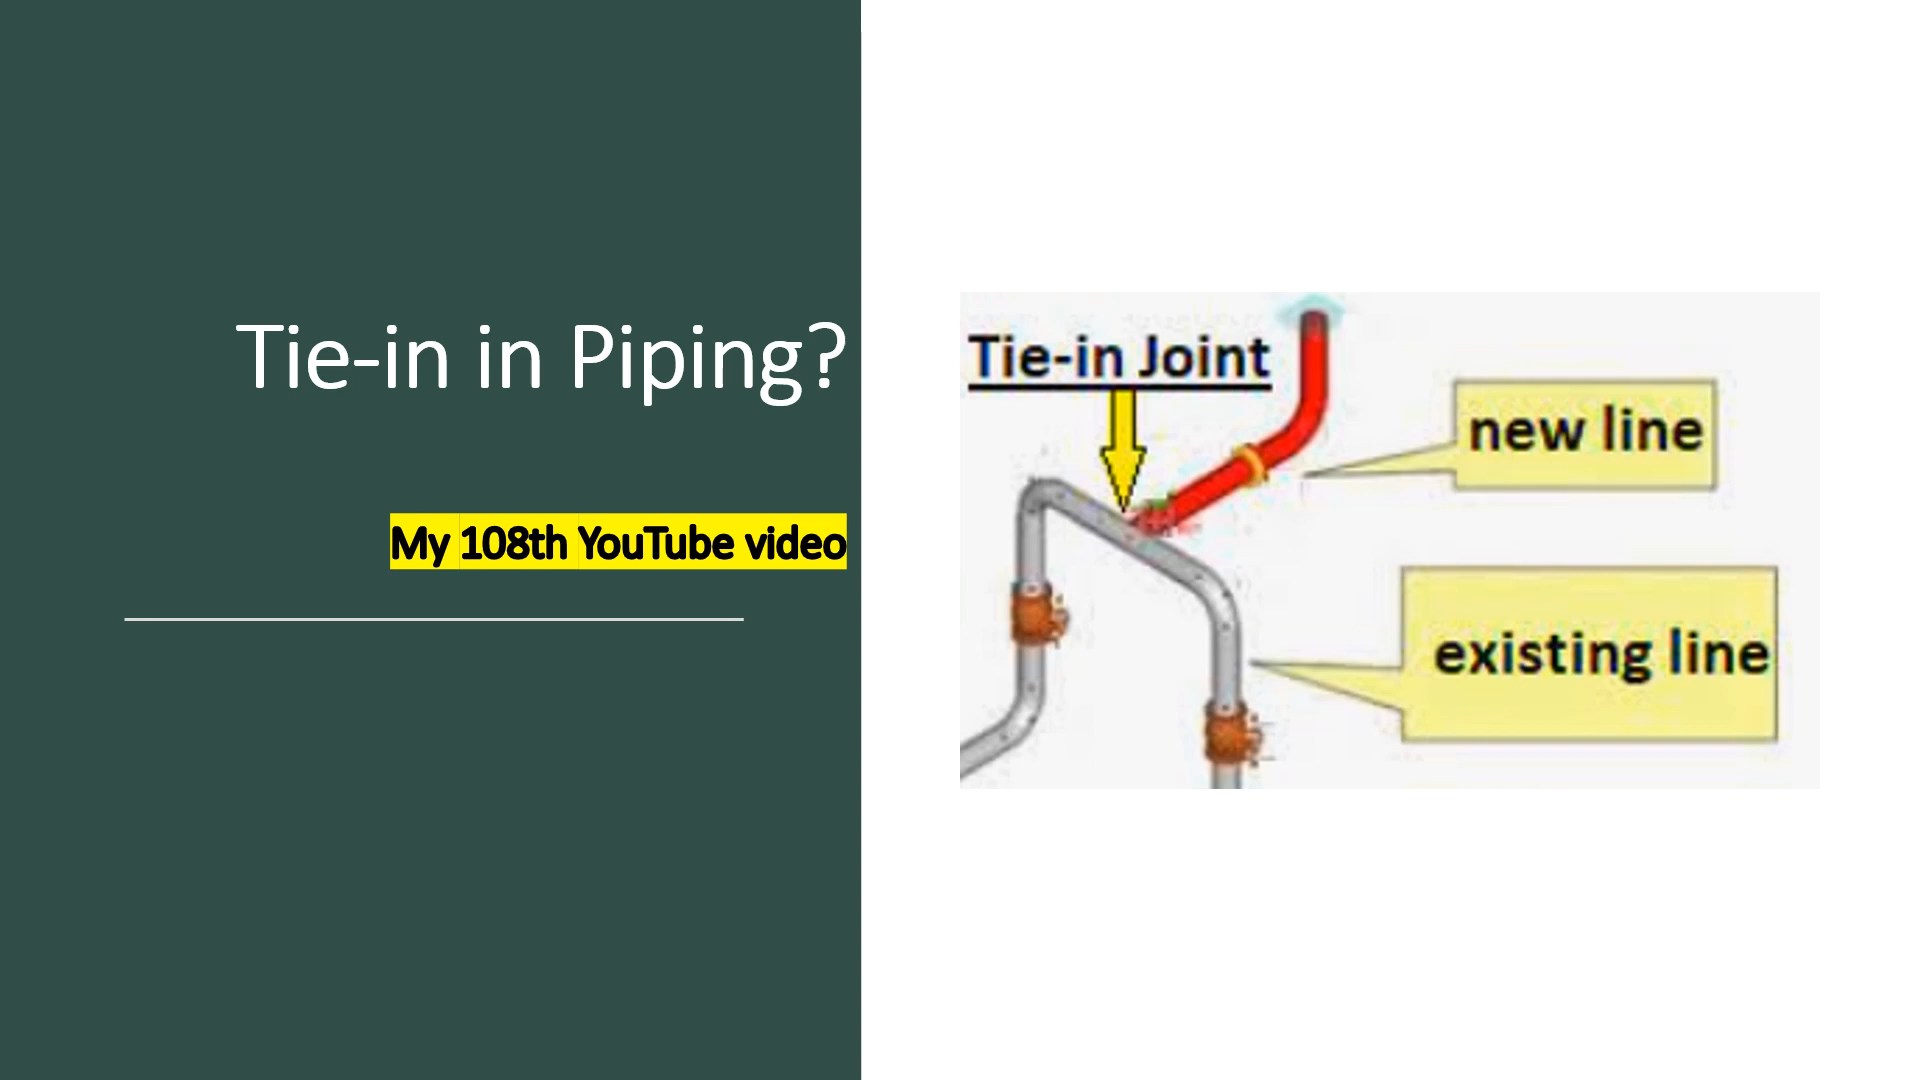 Tie-in in Piping?
My 108th YouTube video
Tie-in Joint
new line
existing line